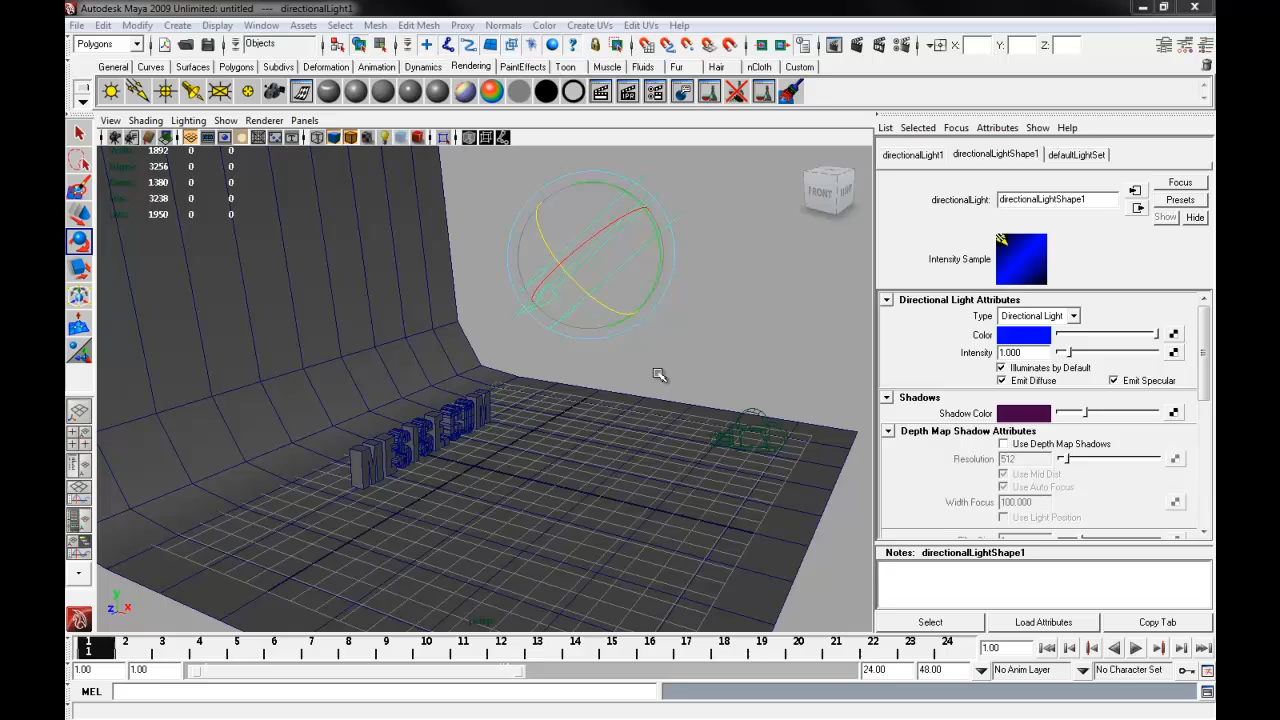 Autodesk Maya 2009 Unlimited: untitled --- directionalLight1
File Edit Modify Create Display Window Assets Select Mesh Edit Mesh Proxy Normals Color Create UVs Edit UVs Help
Polygons Objects X: Y: Z:
General Curves Surfaces Polygons Subdivs Deformation Animation Dynamics Rendering PaintEffects Toon Muscle Fluids Fur Hair nCloth Custom
View Shading Lighting Show Renderer Panels
List Selected Focus Attributes Show Help
1892 0 0
directionalLight1 directionalLightShape1 defaultLightSet
3256 0 0
1380 0 0
3238 0 0
1950 0 0
FRONT
directionalLight: directionalLightShape1
Focus
Presets
Show Hide
Intensity Sample
Directional Light Attributes
Type Directional Light
Color
Intensity 1.000
Illuminates by Default
Emit Diffuse Emit Specular
Shadows
Shadow Color
Depth Map Shadow Attributes
Use Depth Map Shadows
Resolution 512
Use Mid Dist
Use Auto Focus
Width Focus 100.000
Use Light Position
Notes: directionalLightShape1
Select Load Attributes Copy Tab
y
z x
1 2 3 4 5 6 7 8 9 10 11 12 13 14 15 16 17 18 19 20 21 22 23 24
1 1.00
1.00 1.00 24.00 48.00 No Anim Layer No Character Set
MEL